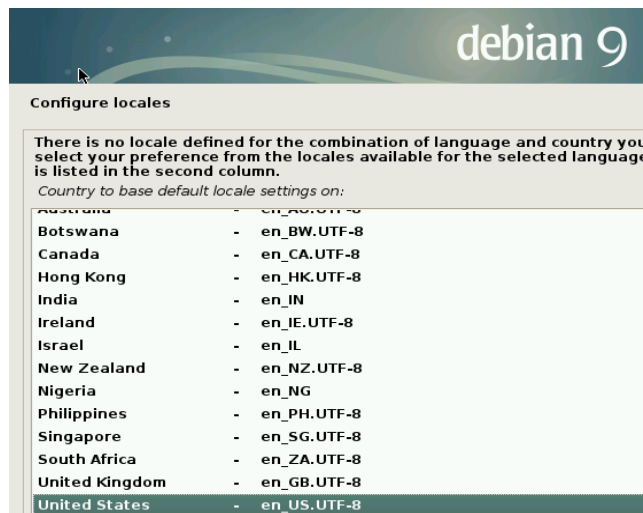 debian 9
Configure locales
There is no locale defined for the combination of language and country you
select your preference from the locales available for the selected language
is listed in the second column.
Country to base default locale settings on:
Australia - en_AU.UTF-8
Botswana - en_BW.UTF-8
Canada - en_CA.UTF-8
Hong Kong - en_HK.UTF-8
India - en_IN
Ireland - en_IE.UTF-8
Israel - en_IL
New Zealand - en_NZ.UTF-8
Nigeria - en_NG
Philippines - en_PH.UTF-8
Singapore - en_SG.UTF-8
South Africa - en_ZA.UTF-8
United Kingdom - en_GB.UTF-8
United States - en_US.UTF-8